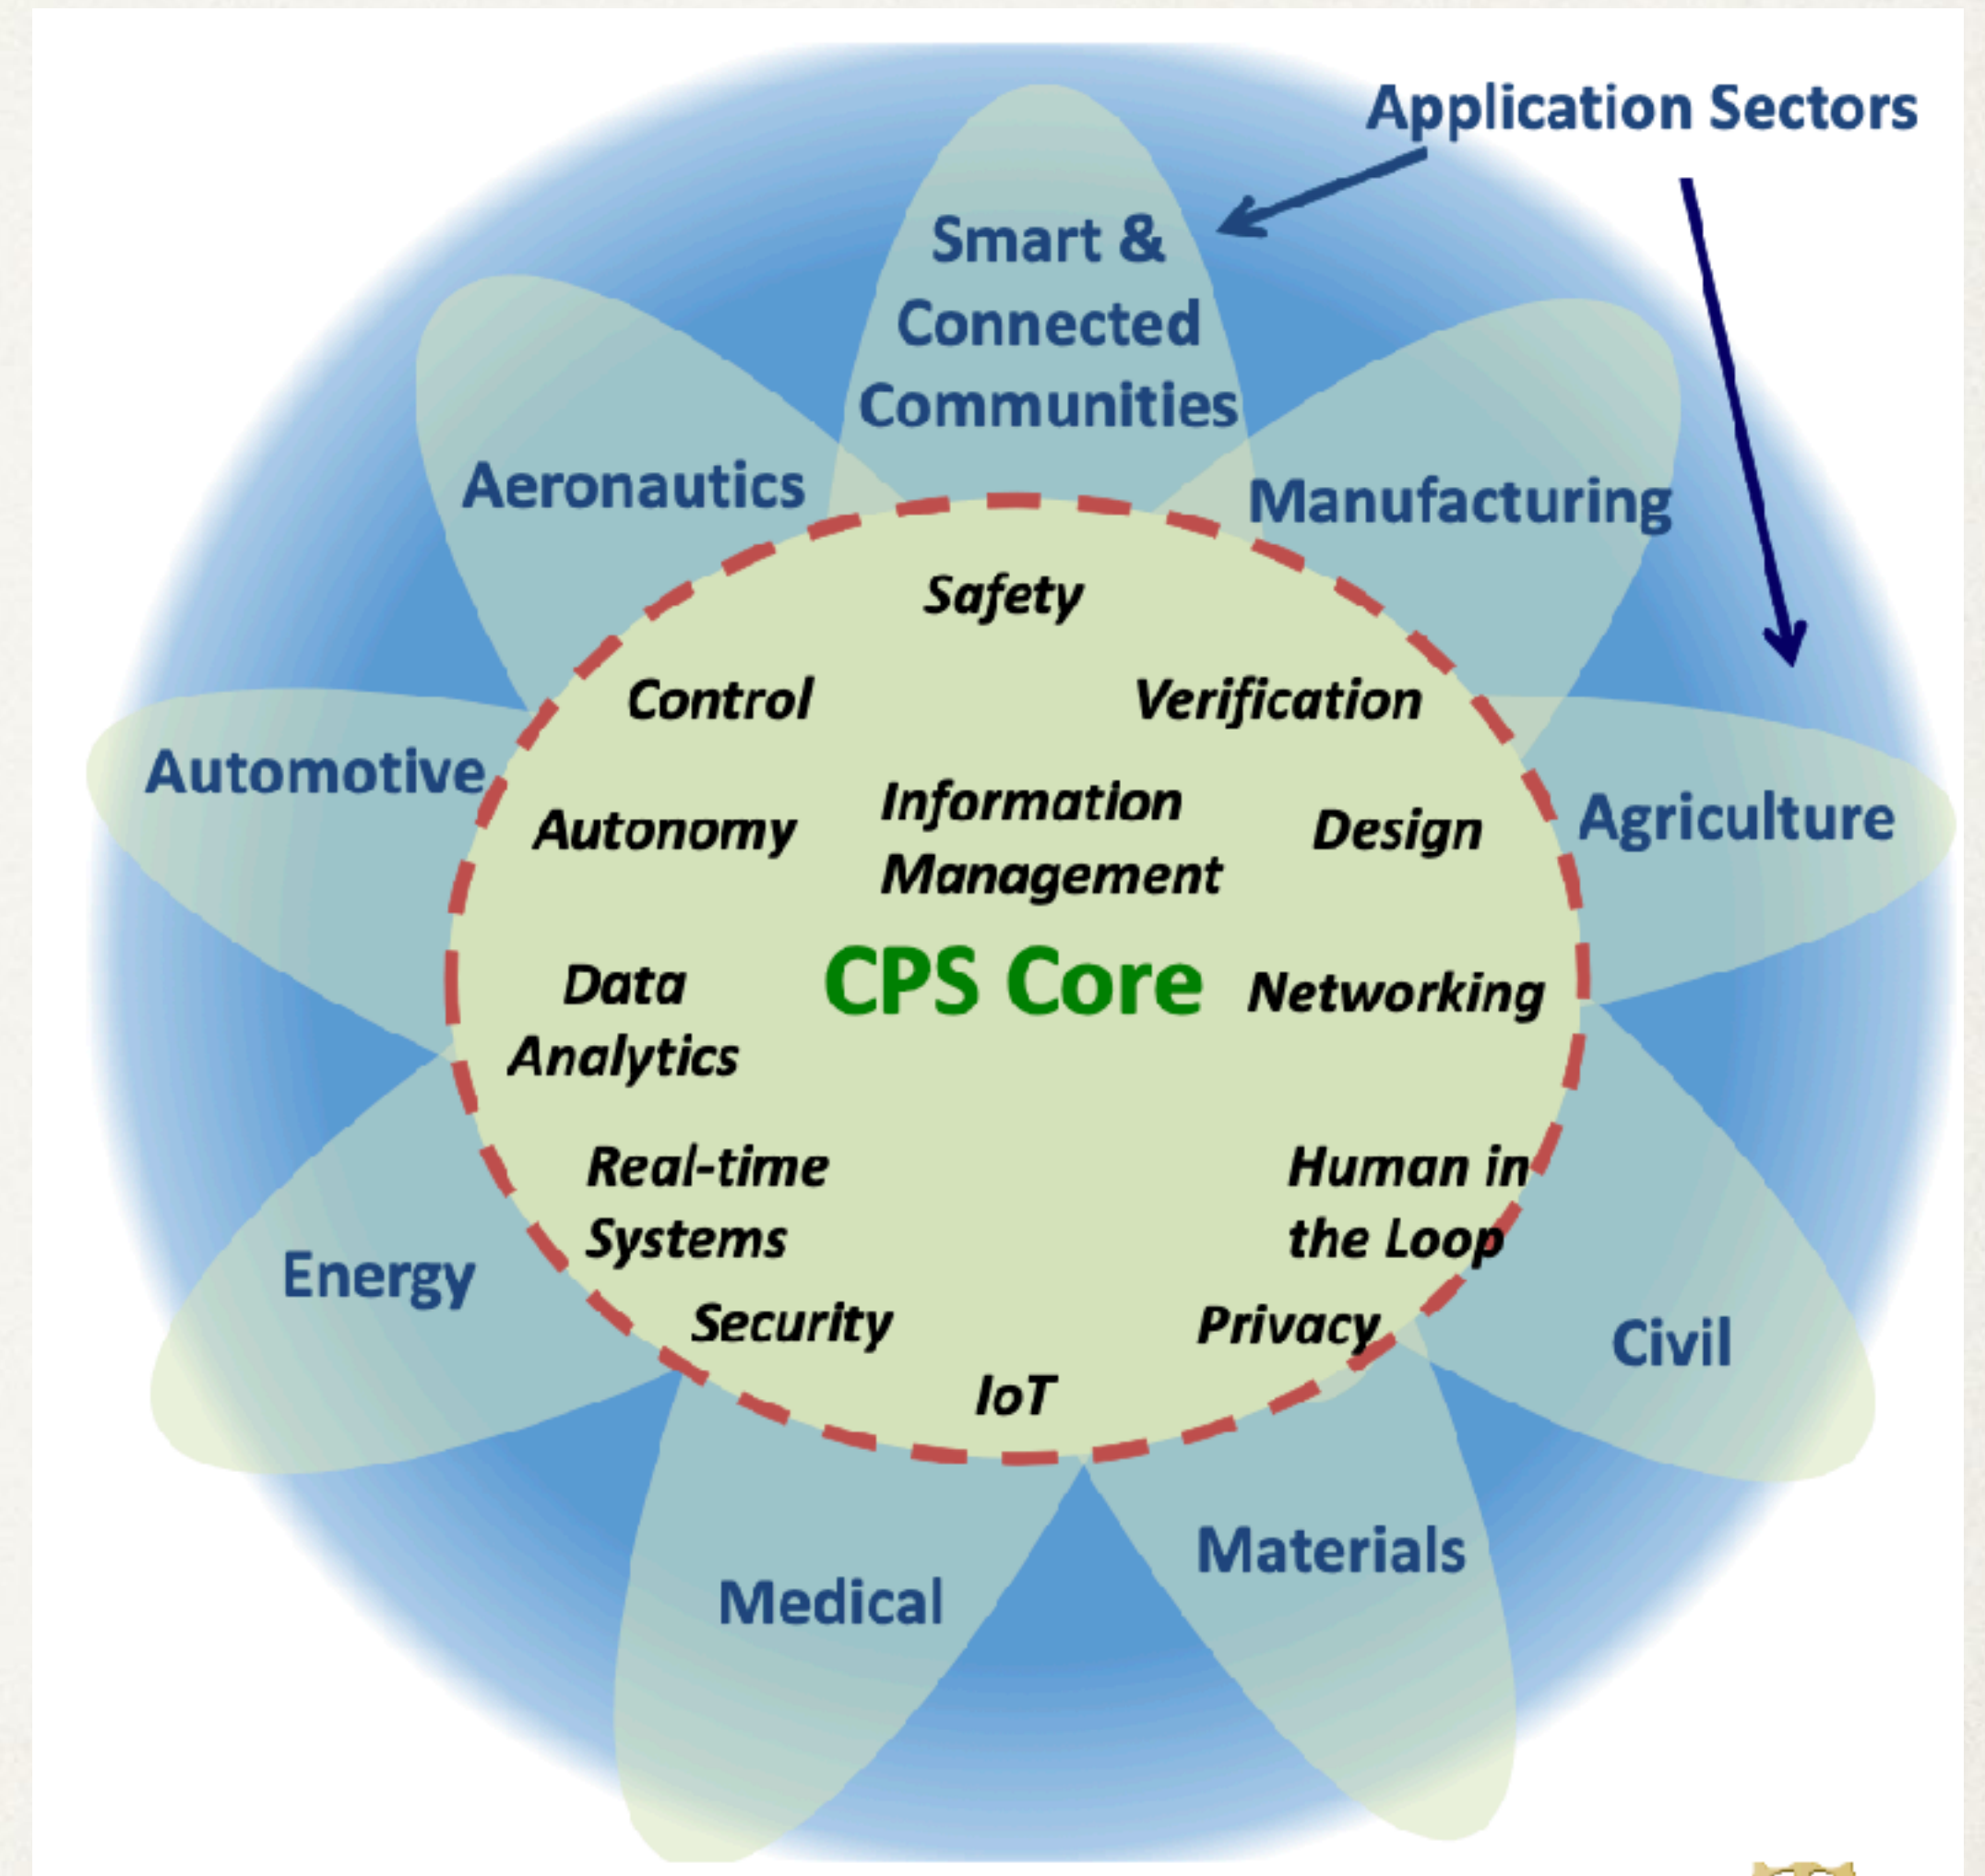 Application Sectors
Smart &
Connected
Communities
Aeronautics
Manufacturing
Safety
Control
Verification
Automotive
Information
Management
Autonomy
Design
Agriculture
CPS Core
Data
Analytics
Networking
Real-time
Systems
Human in
the Loop
Energy
Security
Privacy
Civil
IoT
Materials
Medical